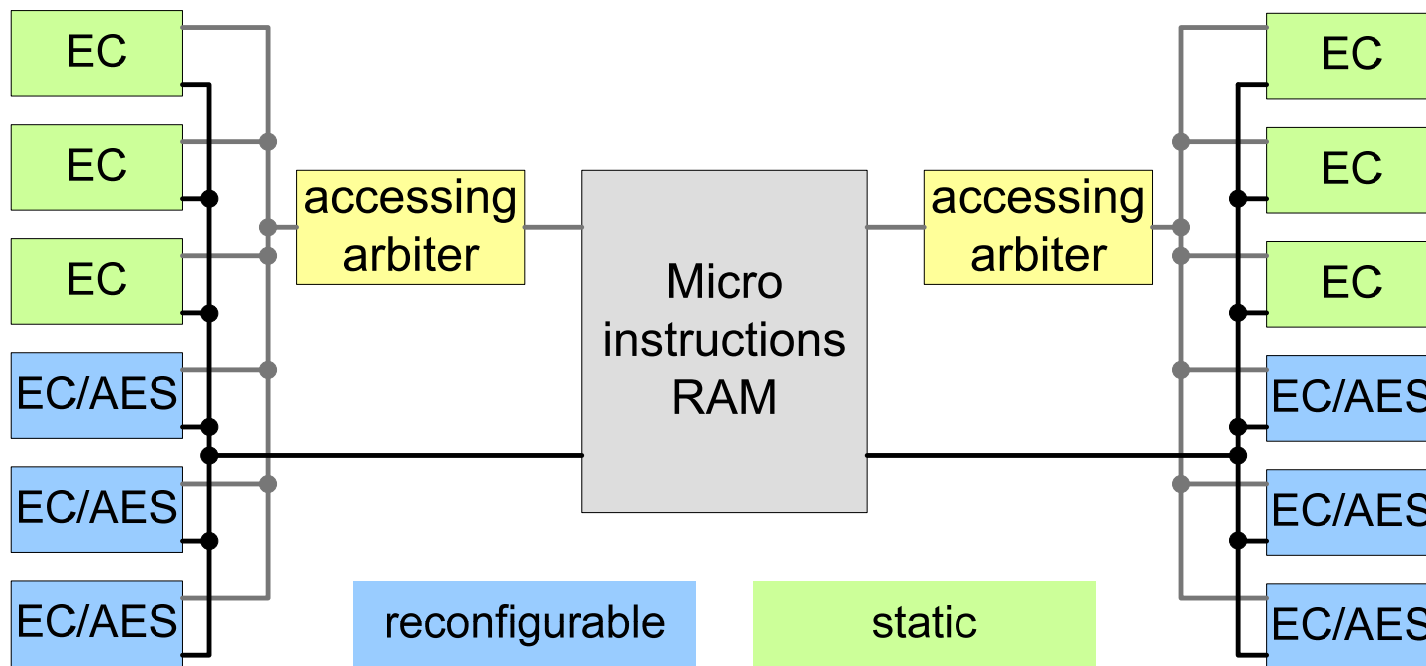 EC
EC
EC
EC/AES
EC/AES
EC/AES
accessing
arbiter
Micro
instructions
RAM
accessing
arbiter
EC
EC
EC
EC/AES
EC/AES
EC/AES
reconfigurable
static